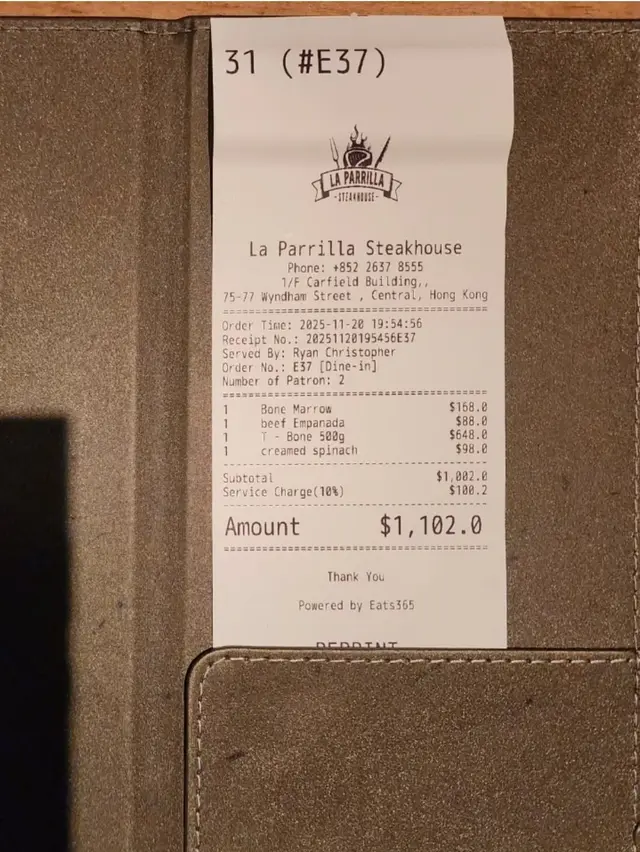 31 (#E37)
LA PARRILLA
-STEAKHOUSE-
La Parrilla Steakhouse
Phone: +852 2637 8555
1/F Carfield Building,,
75-77 Wyndham Street , Central, Hong Kong
Order Time: 2025-11-20 19:54:56
Receipt No.: 20251120195456E37
Served By: Ryan Christopher
Order No.: E37 [Dine-in]
Number of Patron: 2
1 Bone Marrow $168.0
1 beef Empanada $88.0
1 T - Bone 500g $648.0
1 creamed spinach $98.0
Subtotal $1,002.0
Service Charge(10%) $100.2
Amount $1,102.0
Thank You
Powered by Eats365
REPRINT